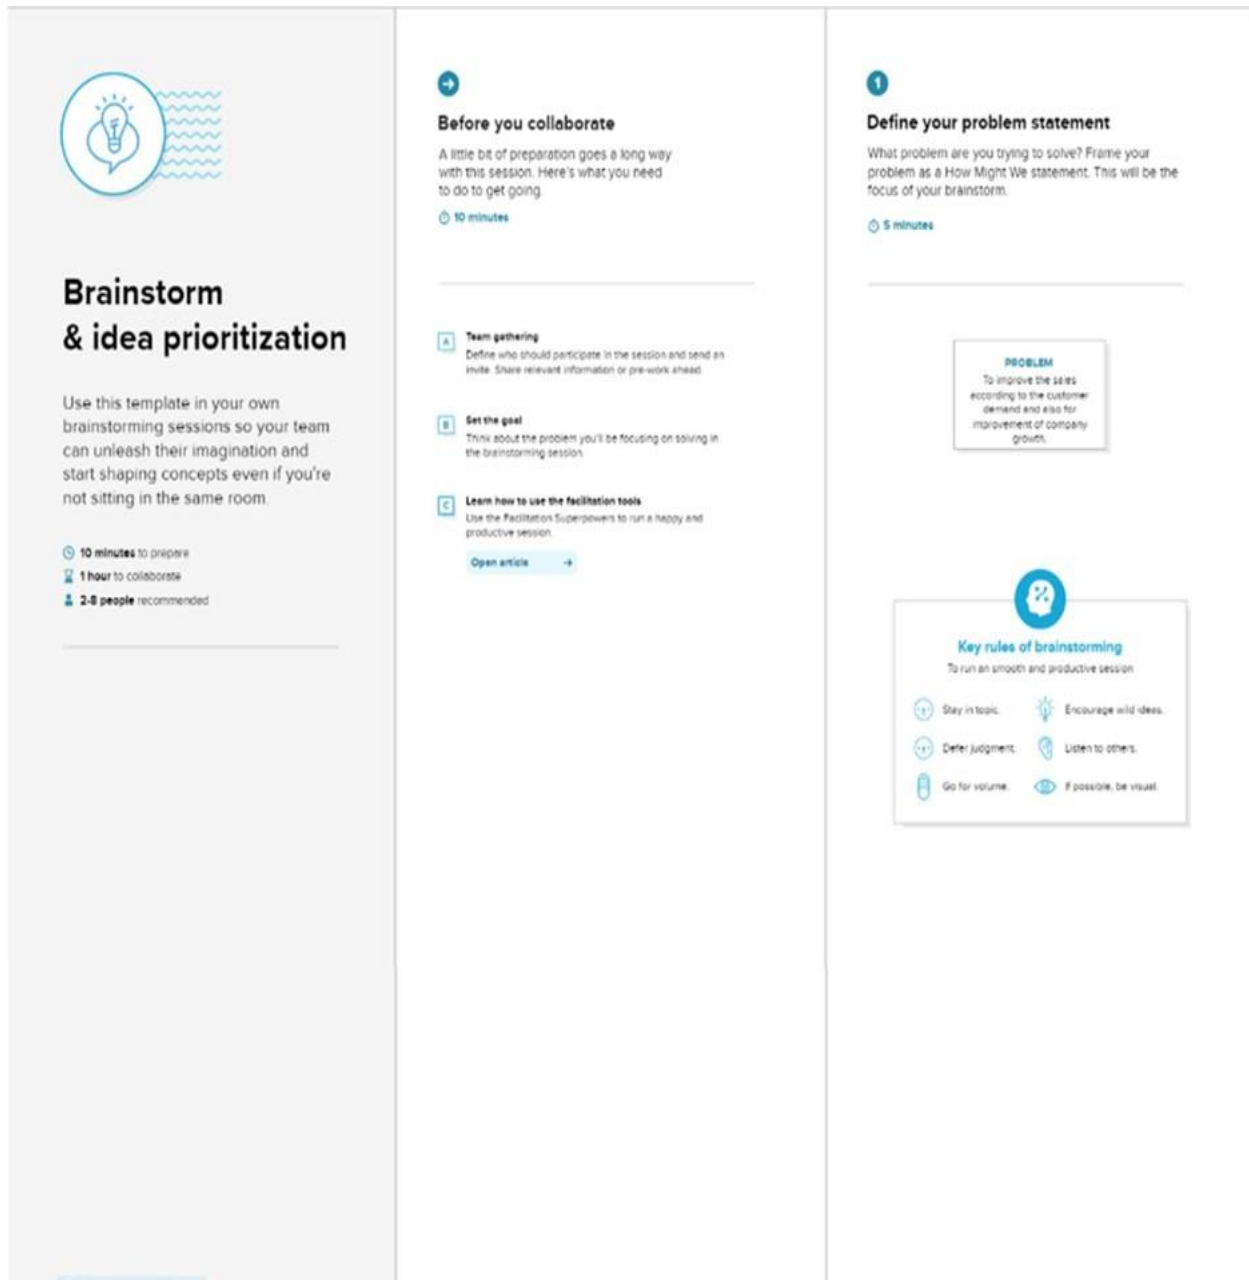 Brainstorm
& idea prioritization
Use this template in your own
brainstorming sessions so your team
can unleash their imagination and
start shaping concepts even if you're
not sitting in the same room.
10 minutes to prepare
1 hour to collaborate
2-8 people recommended
Before you collaborate
A little bit of preparation goes a long way
with this session. Here's what you need
to do to get going.
10 minutes
A
Team gathering
Define who should participate in the session and send an
invite. Share relevant information or pre-work ahead.
B
Set the goal
Think about the problem you'll be focusing on solving in
the brainstorming session.
C
Learn how to use the facilitation tools
Use the Facilitation Superpowers to run a happy and
productive session.
Open article
1
Define your problem statement
What problem are you trying to solve? Frame your
problem as a How Might We statement. This will be the
focus of your brainstorm.
5 minutes
PROBLEM
To improve the sales
according to the customer
demand and also for
improvement of company
growth.
Key rules of brainstorming
To run an smooth and productive session
Stay in topic.
Encourage wild ideas.
Defer judgment.
Listen to others.
Go for volume.
If possible, be visual.